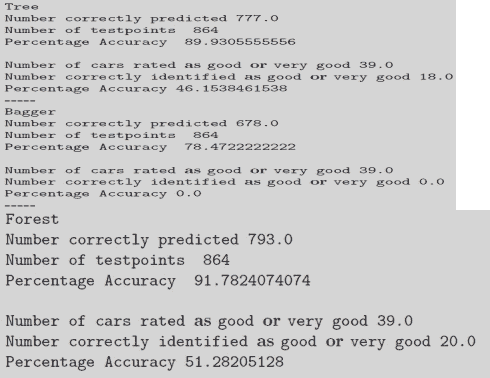 Tree
Number correctly predicted 777.0
Number of testpoints 864
Percentage Accuracy 89.9305555556
Number of cars rated as good or very good 39.0
Number correctly identified as good or very good 18.0
Percentage Accuracy 46.1538461538
-----
Bagger
Number correctly predicted 678.0
Number of testpoints 864
Percentage Accuracy 78.4722222222
Number of cars rated as good or very good 39.0
Number correctly identified as good or very good 0.0
Percentage Accuracy 0.0
-----
Forest
Number correctly predicted 793.0
Number of testpoints 864
Percentage Accuracy 91.7824074074
Number of cars rated as good or very good 39.0
Number correctly identified as good or very good 20.0
Percentage Accuracy 51.28205128